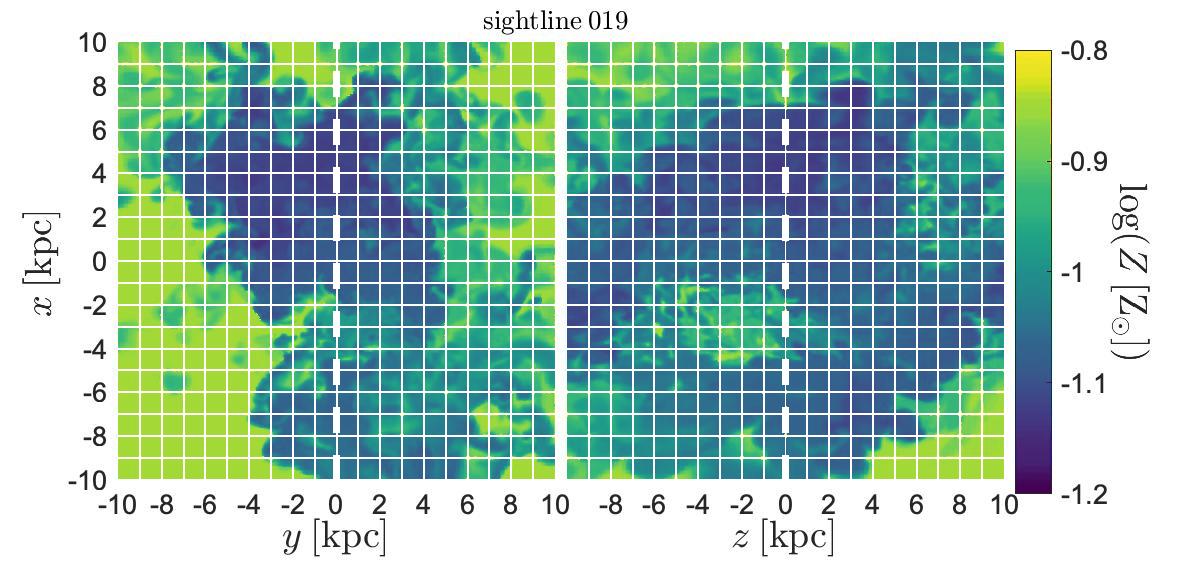 sightline 019
10
8
6
4
2
0
-2
-4
-6
-8
-10
x [kpc]
-10 -8 -6 -4 -2 0 2 4 6 8 10
y [kpc]
-8 -6 -4 -2 0 2 4 6 8 10
z [kpc]
-0.8
-0.9
-1
-1.1
-1.2
log(Z [Z⊙])